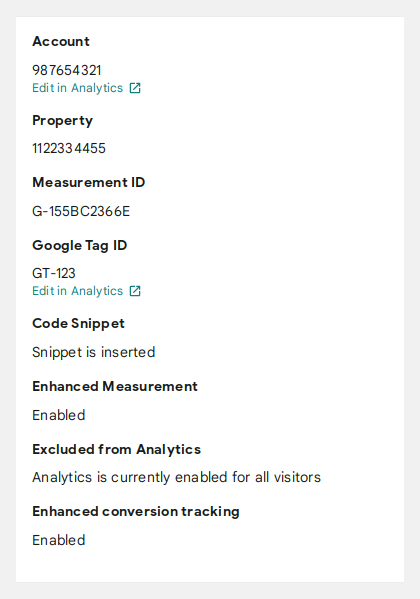 Account
987654321
Edit in Analytics
Property
1122334455
Measurement ID
G-155BC2366E
Google Tag ID
GT-123
Edit in Analytics
Code Snippet
Snippet is inserted
Enhanced Measurement
Enabled
Excluded from Analytics
Analytics is currently enabled for all visitors
Enhanced conversion tracking
Enabled